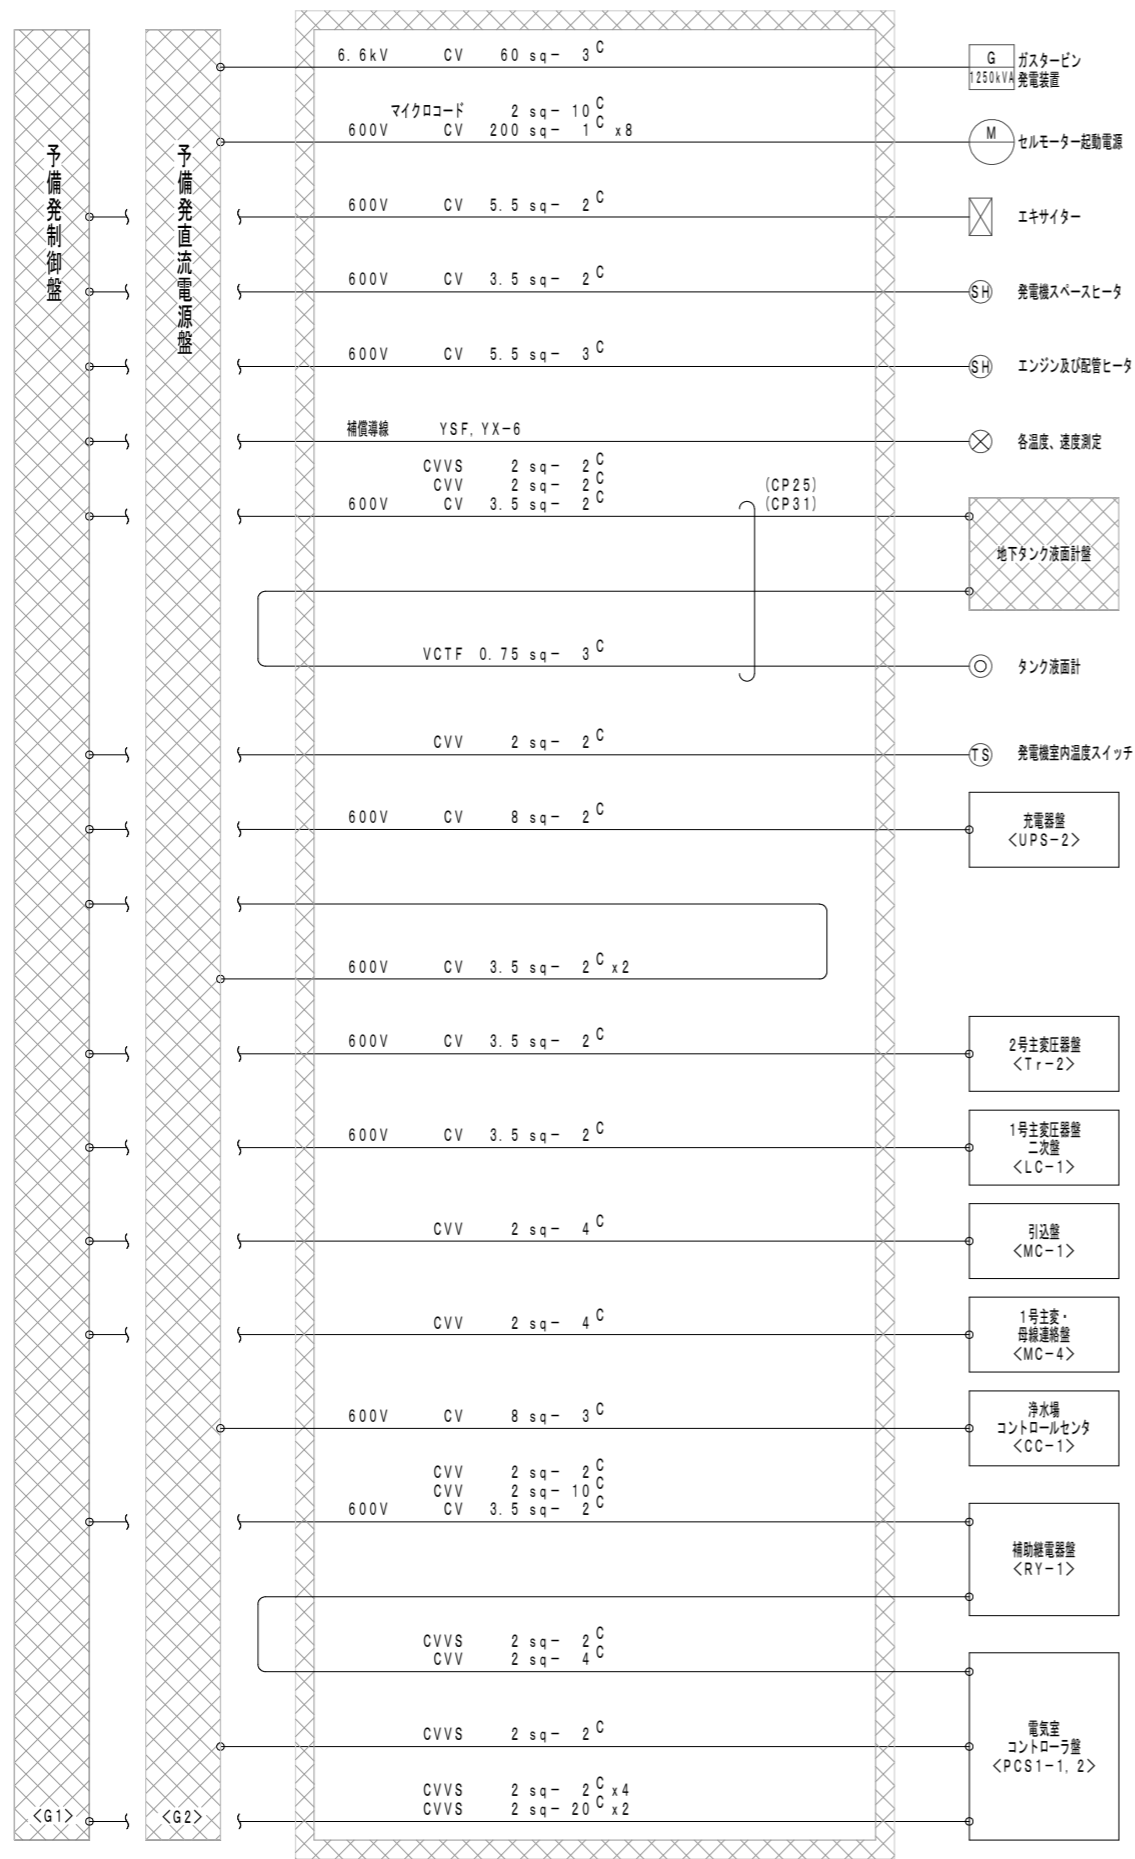 予備発制御盤
<G1>
予備発直流電源盤
<G2>
6.6kV CV 60 sq- 3C
G
1250kVA
ガスタービン
発電装置
マイクロコード 2 sq- 10C
600V CV 200 sq- 1C x8
M
セルモーター起動電源
600V CV 5.5 sq- 2C
エキサイター
600V CV 3.5 sq- 2C
SH
発電機スペースヒータ
600V CV 5.5 sq- 3C
SH
エンジン及び配管ヒータ
補償導線 YSF, YX-6
各温度、速度測定
CVVS 2 sq- 2C
CVV 2 sq- 2C
600V CV 3.5 sq- 2C
(CP25)
(CP31)
地下タンク液面計盤
VCTF 0.75 sq- 3C
タンク液面計
CVV 2 sq- 2C
TS
発電機室内温度スイッチ
600V CV 8 sq- 2C
充電器盤
<UPS-2>
600V CV 3.5 sq- 2C x2
600V CV 3.5 sq- 2C
2号主変圧器盤
<Tr-2>
600V CV 3.5 sq- 2C
1号主変圧器盤
二次盤
<LC-1>
CVV 2 sq- 4C
引込盤
<MC-1>
CVV 2 sq- 4C
1号主変・
母線連絡盤
<MC-4>
600V CV 8 sq- 3C
浄水場
コントロールセンタ
<CC-1>
CVV 2 sq- 2C
CVV 2 sq- 10C
600V CV 3.5 sq- 2C
補助継電器盤
<RY-1>
CVVS 2 sq- 2C
CVV 2 sq- 4C
CVVS 2 sq- 2C
電気室
コントローラ盤
<PCS1-1,2>
CVVS 2 sq- 2C x4
CVVS 2 sq- 20C x2